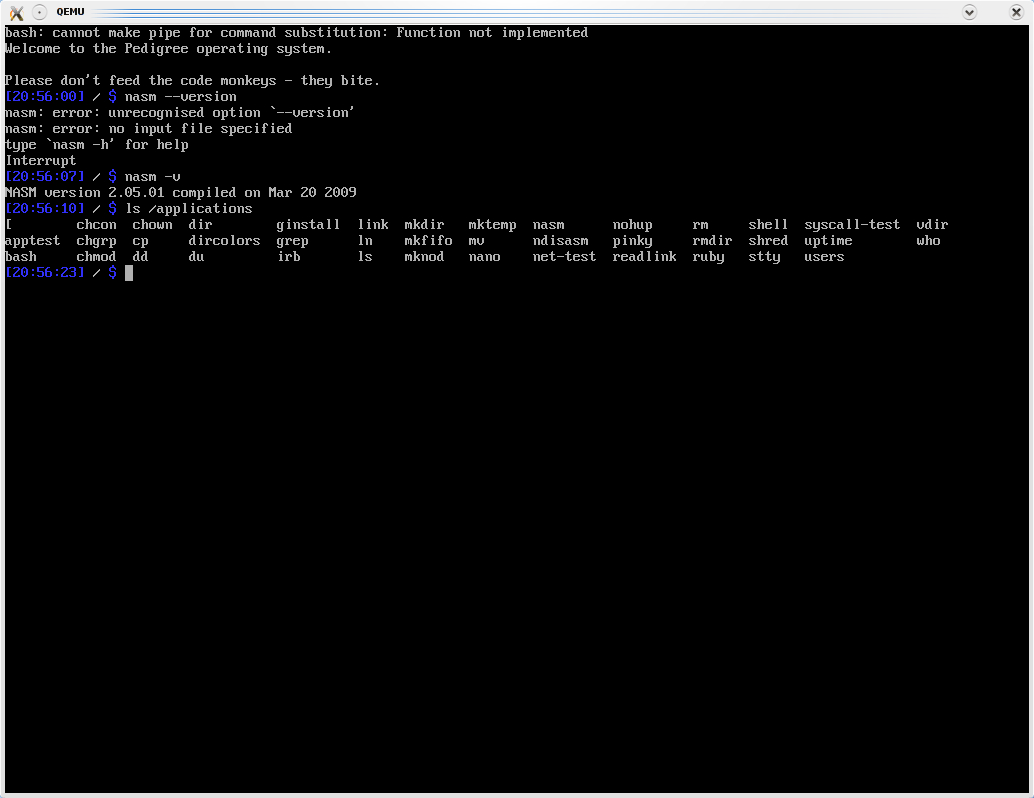 QEMU
bash: cannot make pipe for command substitution: Function not implemented
Welcome to the Pedigree operating system.
Please don't feed the code monkeys - they bite.
[20:56:00] / $ nasm --version
nasm: error: unrecognised option `--version'
nasm: error: no input file specified
type `nasm -h' for help
Interrupt
[20:56:07] / $ nasm -v
NASM version 2.05.01 compiled on Mar 20 2009
[20:56:10] / $ ls /applications
[ chcon chown dir ginstall link mkdir mktemp nasm nohup rm shell syscall-test vdir
apptest chgrp cp dircolors grep ln mkfifo mv ndisasm pinky rmdir shred uptime who
bash chmod dd du irb ls mknod nano net-test readlink ruby stty users
[20:56:23] / $